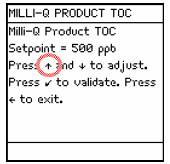 MILLI-Q PRODUCT TOC
Milli-Q Product TOC
Setpoint = 500 ppb
Press ↑ and ↓ to adjust.
Press ✓ to validate. Press
← to exit.